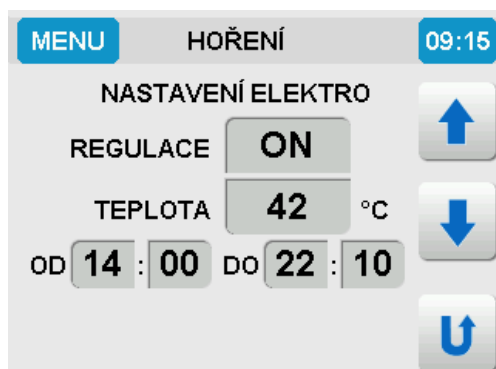 MENU HOŘENÍ 09:15
NASTAVENÍ ELEKTRO
REGULACE ON
TEPLOTA 42 °C
OD 14 : 00 DO 22 : 10